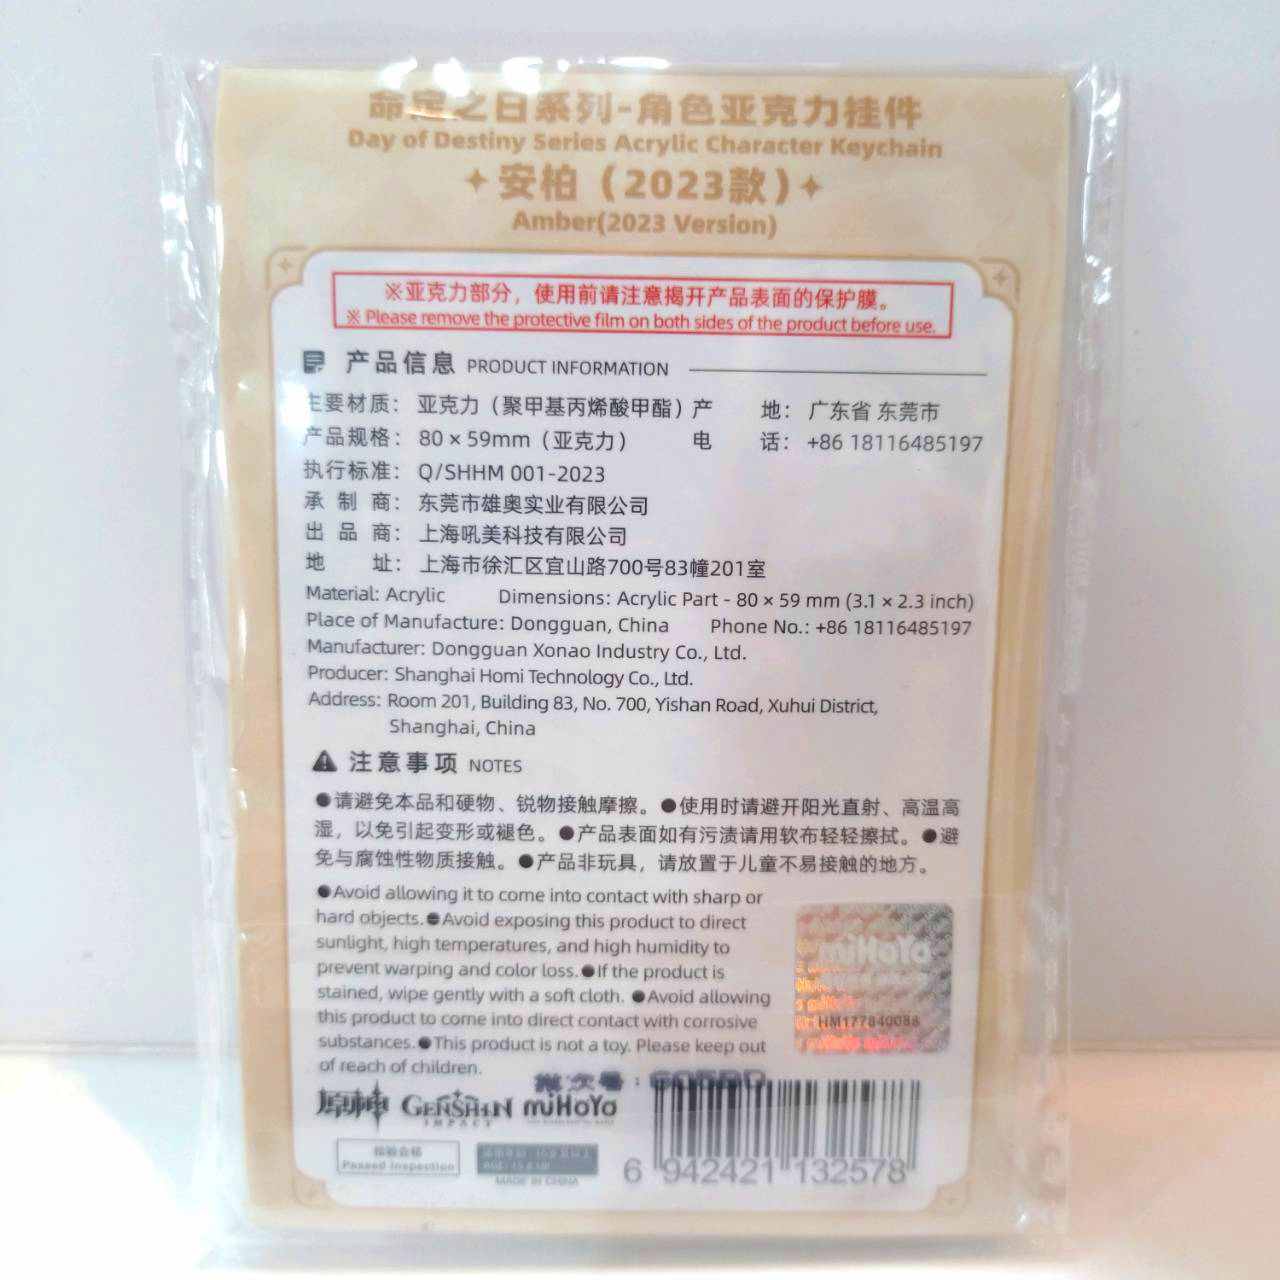 命定之日系列-角色亚克力挂件
Day of Destiny Series Acrylic Character Keychain
安柏（2023款）
Amber(2023 Version)
※亚克力部分，使用前请注意揭开产品表面的保护膜。
※ Please remove the protective film on both sides of the product before use.
产品信息 PRODUCT INFORMATION
主要材质： 亚克力（聚甲基丙烯酸甲酯）产 地： 广东省 东莞市
产品规格： 80 × 59mm（亚克力） 电 话： +86 18116485197
执行标准： Q/SHHM 001-2023
承 制 商： 东莞市雄奥实业有限公司
出 品 商： 上海吼美科技有限公司
地 址： 上海市徐汇区宜山路700号83幢201室
Material: Acrylic Dimensions: Acrylic Part - 80 × 59 mm (3.1 × 2.3 inch)
Place of Manufacture: Dongguan, China Phone No.: +86 18116485197
Manufacturer: Dongguan Xonao Industry Co., Ltd.
Producer: Shanghai Homi Technology Co., Ltd.
Address: Room 201, Building 83, No. 700, Yishan Road, Xuhui District,
Shanghai, China
注意事项 NOTES
●请避免本品和硬物、锐物接触摩擦。●使用时请避开阳光直射、高温高
湿，以免引起变形或褪色。●产品表面如有污渍请用软布轻轻擦拭。●避
免与腐蚀性物质接触。●产品非玩具，请放置于儿童不易接触的地方。
●Avoid allowing it to come into contact with sharp or
hard objects.●Avoid exposing this product to direct
sunlight, high temperatures, and high humidity to
prevent warping and color loss.●If the product is
stained, wipe gently with a soft cloth. ●Avoid allowing
this product to come into direct contact with corrosive
substances.●This product is not a toy. Please keep out
of reach of children.
miHoYo
HM177840088
批次号：
原神 GENSHIN IMPACT miHoYo
检验合格
Passed inspection
MADE IN CHINA
6 942421 132578